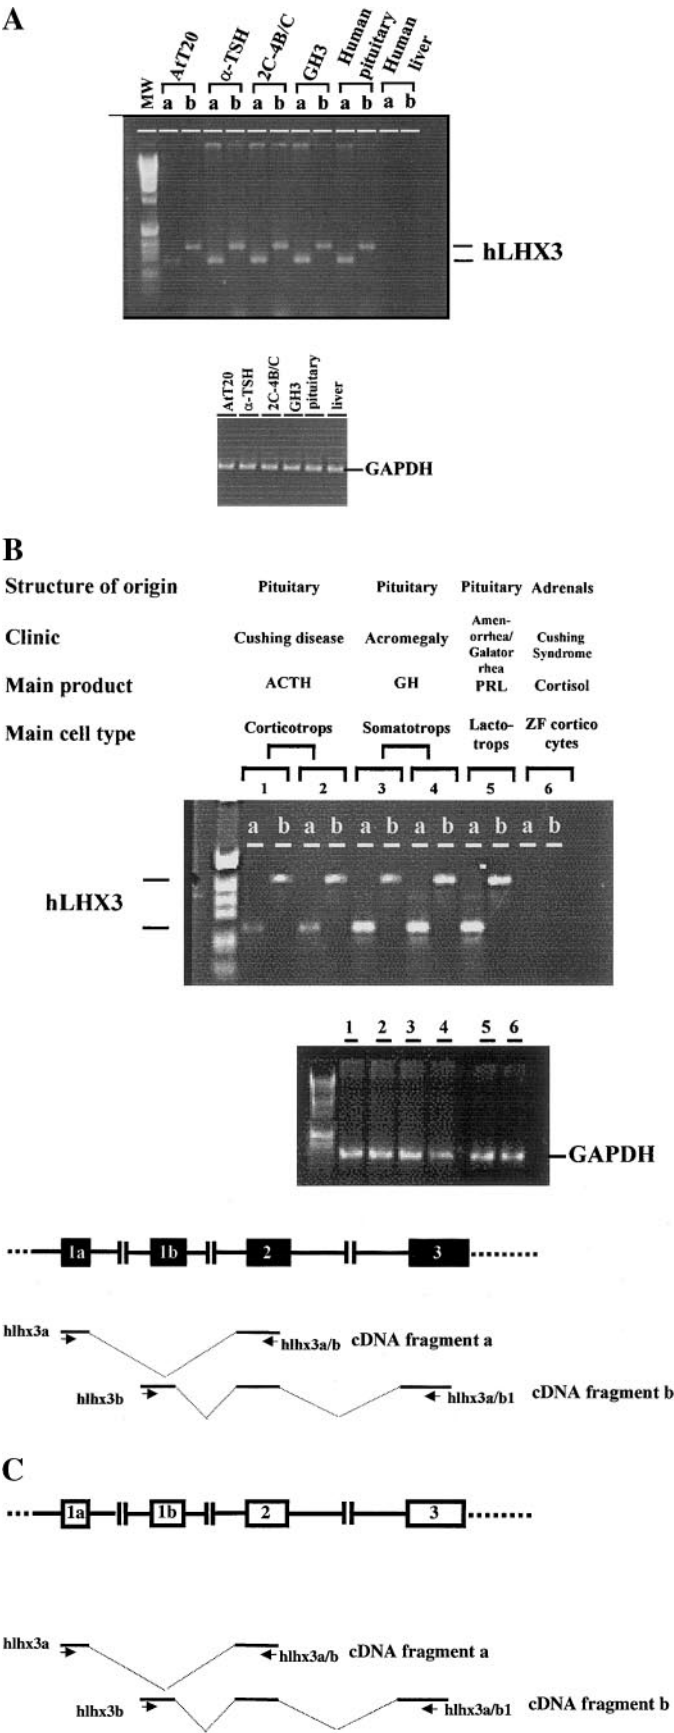 A
AtT20
α-TSH
2C-4B/C
GH3
Human pituitary
Human liver
MW a b a b a b a b a b a b
hLHX3
AtT20
α-TSH
2C-4B/C
GH3
pituitary
liver
GAPDH
B
Structure of origin Pituitary Pituitary Pituitary Adrenals
Clinic Cushing disease Acromegaly Amen-orrhea/ Galator rhea Cushing Syndrome
Main product ACTH GH PRL Cortisol
Main cell type Corticotrops Somatotrops Lacto-trops ZF cortico cytes
1 2 3 4 5 6
a b a b a b a b a b a b
hLHX3
1 2 3 4 5 6
GAPDH
1a 1b 2 3
hlhx3a hlhx3a/b cDNA fragment a
hlhx3b hlhx3a/b1 cDNA fragment b
C
1a 1b 2 3
hlhx3a hlhx3a/b cDNA fragment a
hlhx3b hlhx3a/b1 cDNA fragment b